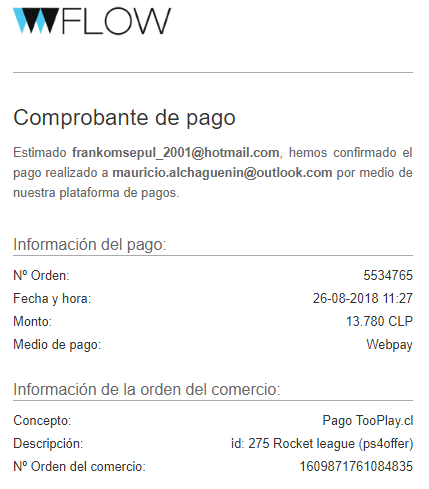 FLOW
Comprobante de pago
Estimado frankomsepul_2001@hotmail.com, hemos confirmado el
pago realizado a mauricio.alchaguenin@outlook.com por medio de
nuestra plataforma de pagos.
Información del pago:
Nº Orden: 5534765
Fecha y hora: 26-08-2018 11:27
Monto: 13.780 CLP
Medio de pago: Webpay
Información de la orden del comercio:
Concepto: Pago TooPlay.cl
Descripción: id: 275 Rocket league (ps4offer)
Nº Orden del comercio: 1609871761084835